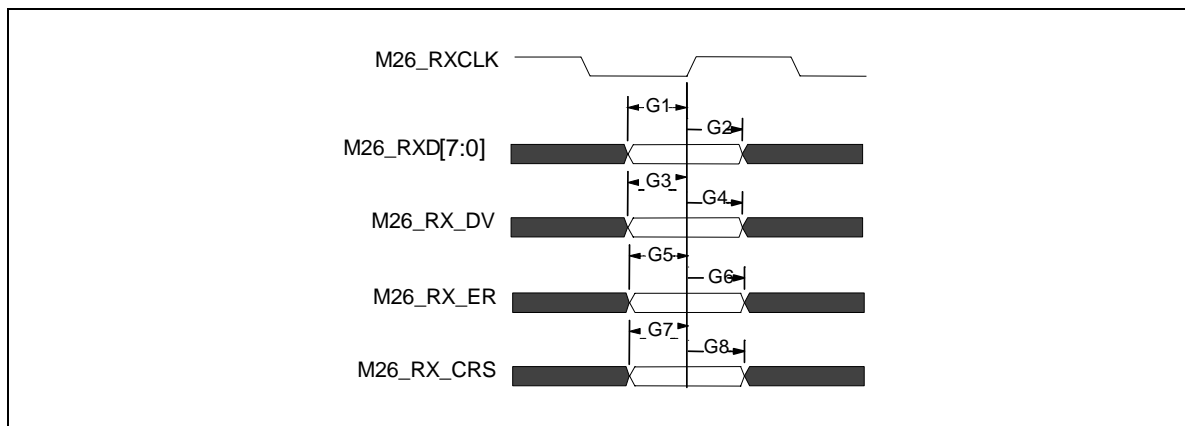 M26_RXCLK
G1
G2
M26_RXD[7:0]
G3
G4
M26_RX_DV
G5
G6
M26_RX_ER
G7
G8
M26_RX_CRS